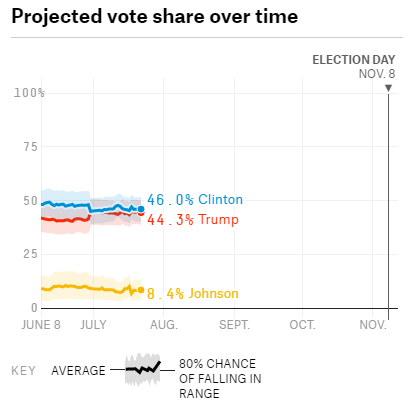 Projected vote share over time
ELECTION DAY
NOV. 8
100%
75
50
46.0% Clinton
44.3% Trump
25
8.4% Johnson
0
JUNE 8 JULY AUG. SEPT. OCT. NOV.
KEY AVERAGE 80% CHANCE
OF FALLING IN
RANGE